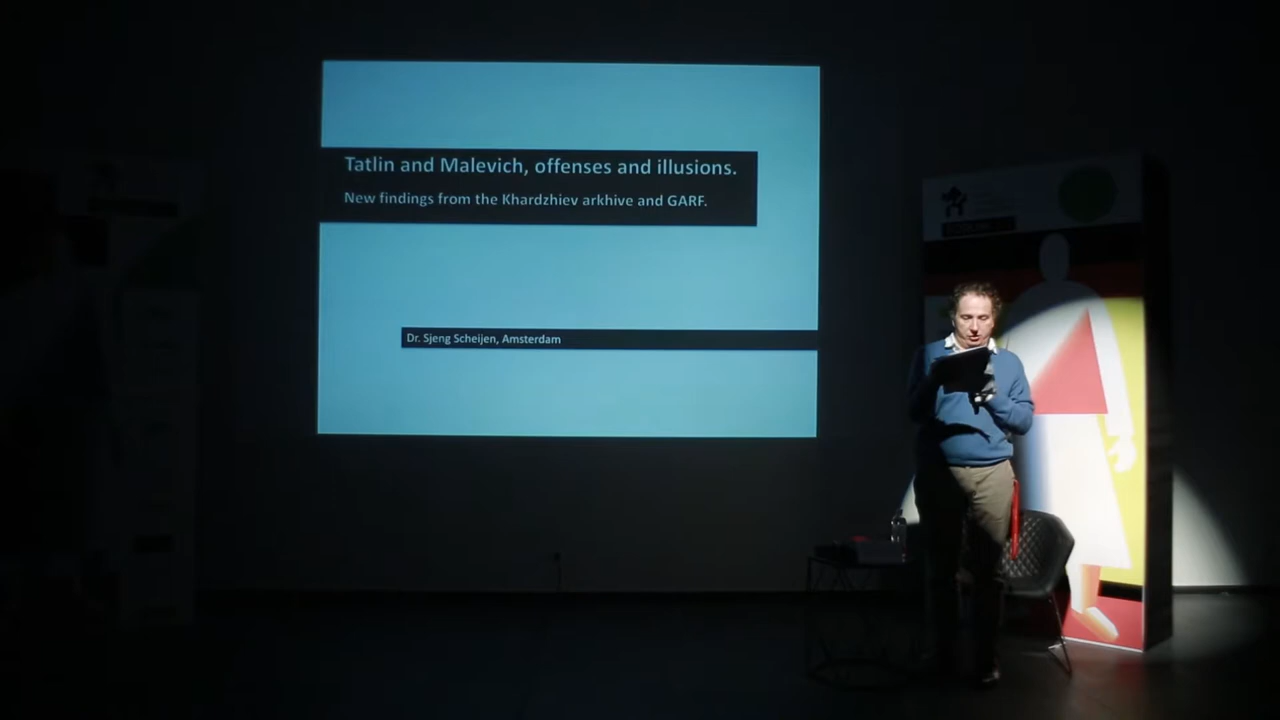 Tatlin and Malevich, offenses and illusions.
New findings from the Khardzhiev arkhive and GARF.
Dr. Sjeng Scheijen, Amsterdam